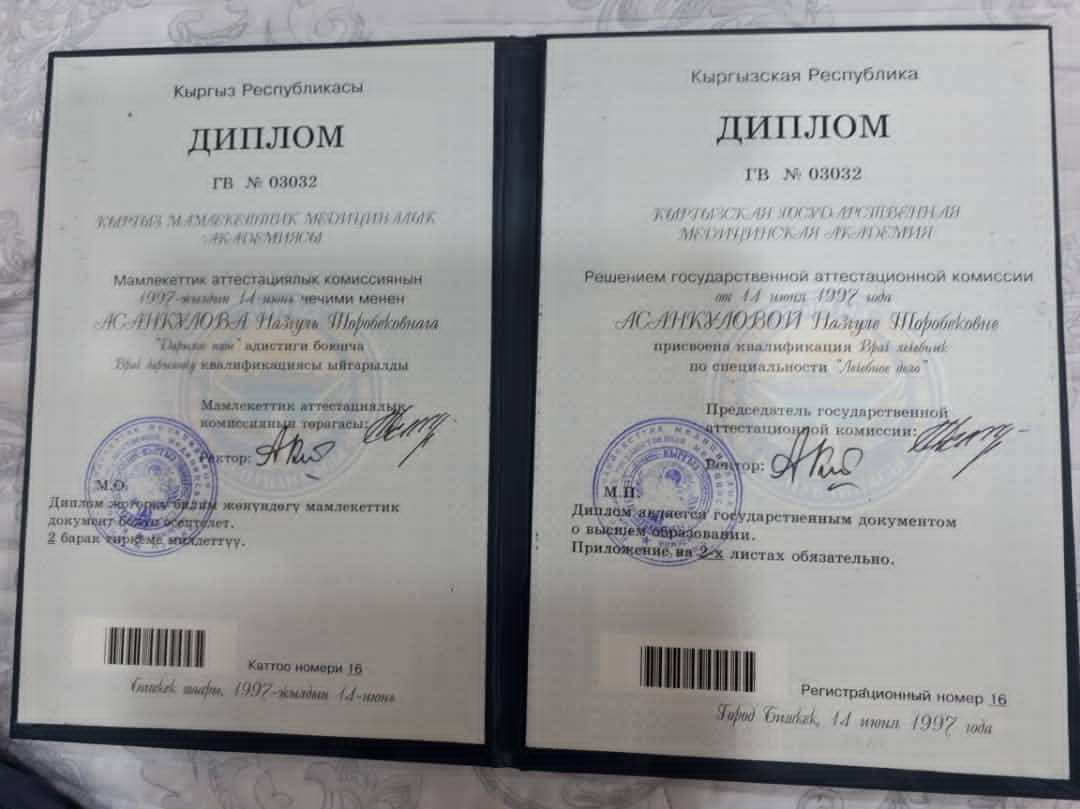 Кыргыз Республикасы
ДИПЛОМ
ГВ № 03032
КЫРГЫЗ МАМЛЕКЕТТИК МЕДИЦИНАЛЫК
АКАДЕМИЯСЫ
Мамлекеттик аттестациялык комиссиянын
1997-жылдын 14-июнь чечими менен
АСАНКУЛОВА Назгуль Шоробековнага
"Дарылоо иши" адистиги боюнча
Врач дарылоочу квалификациясы ыйгарылды
Мамлекеттик аттестациялык
комиссиянын төрагасы:
Ректор:
М.О.
Диплом жогорку билим жөнүндөгү мамлекеттик
документ болуп эсептелет.
2 барак тиркеме милдеттүү.
Каттоо номери 16
Бишкек шаары, 1997-жылдын 14-июнь
Кыргызская Республика
ДИПЛОМ
ГВ № 03032
КЫРГЫЗСКАЯ ГОСУДАРСТВЕННАЯ
МЕДИЦИНСКАЯ АКАДЕМИЯ
Решением государственной аттестационной комиссии
от 14 июня 1997 года
АСАНКУЛОВОЙ Назгуле Шоробековне
присвоена квалификация Врач лечебник
по специальности "Лечебное дело"
Председатель государственной
аттестационной комиссии:
Ректор:
М.П.
Диплом является государственным документом
о высшем образовании.
Приложение на 2-х листах обязательно.
Регистрационный номер 16
Город Бишкек, 14 июня 1997 года